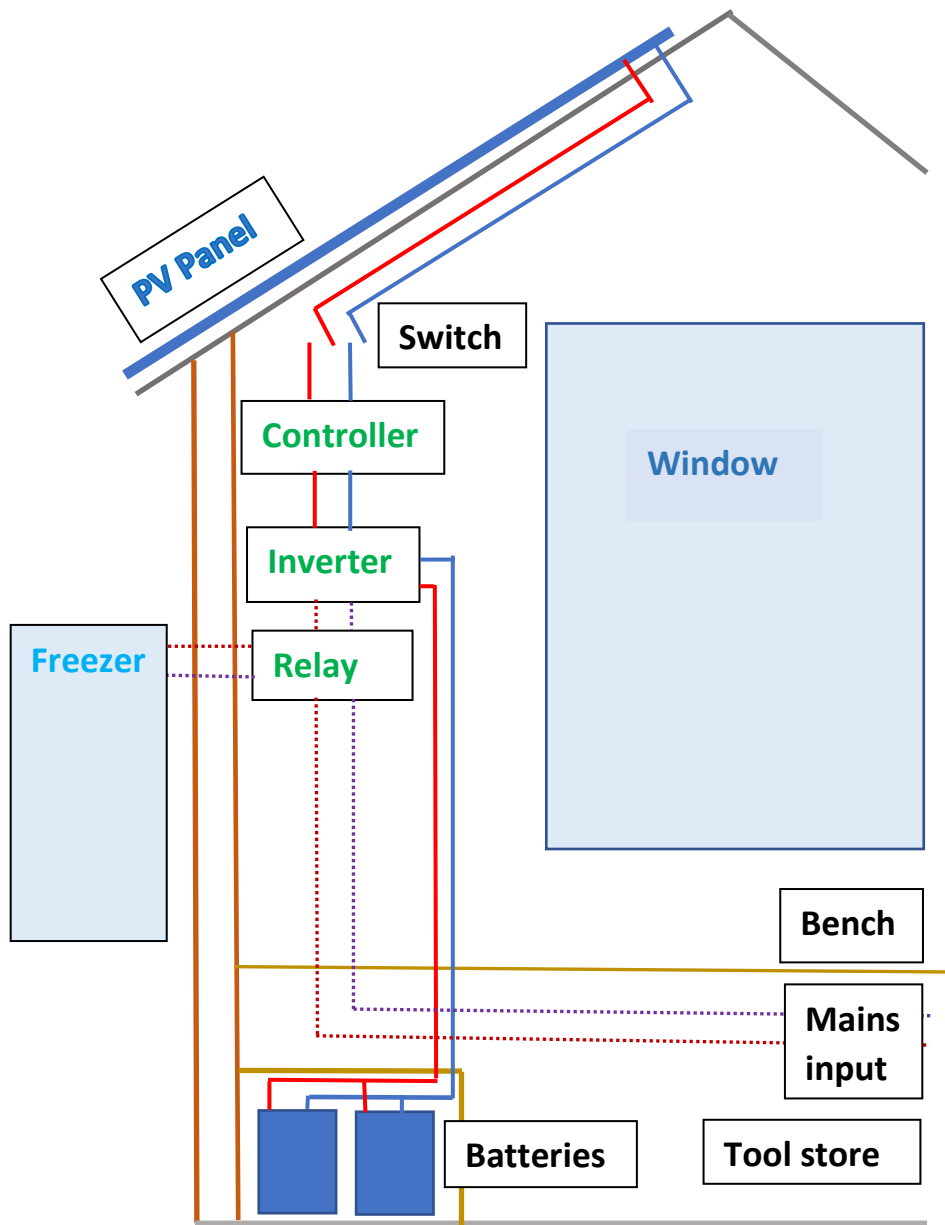 PV Panel
Switch
Controller
Window
Inverter
Freezer
Relay
Bench
Mains
input
Batteries
Tool store